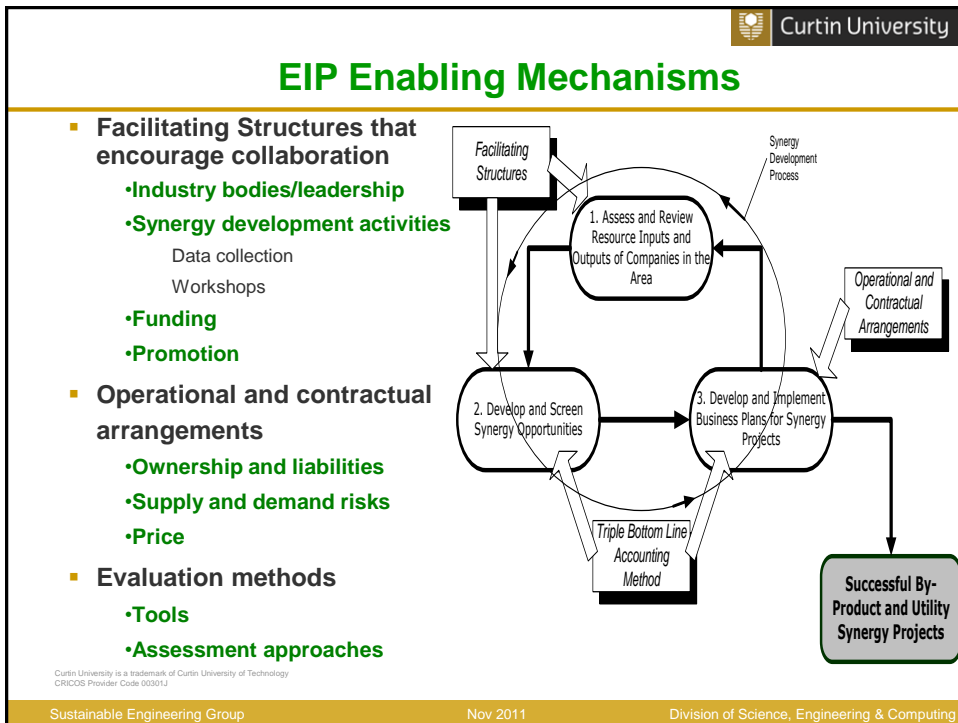 Curtin University
EIP Enabling Mechanisms
▪ Facilitating Structures that
encourage collaboration
•Industry bodies/leadership
•Synergy development activities
Data collection
Workshops
•Funding
•Promotion
▪ Operational and contractual
arrangements
•Ownership and liabilities
•Supply and demand risks
•Price
▪ Evaluation methods
•Tools
•Assessment approaches
Facilitating
Structures
Synergy
Development
Process
1. Assess and Review
Resource Inputs and
Outputs of Companies in the
Area
Operational and
Contractual
Arrangements
2. Develop and Screen
Synergy Opportunities
3. Develop and Implement
Business Plans for Synergy
Projects
Triple Bottom Line
Accounting
Method
Successful By-
Product and Utility
Synergy Projects
Curtin University is a trademark of Curtin University of Technology
CRICOS Provider Code 00301J
Sustainable Engineering Group
Nov 2011
Division of Science, Engineering & Computing